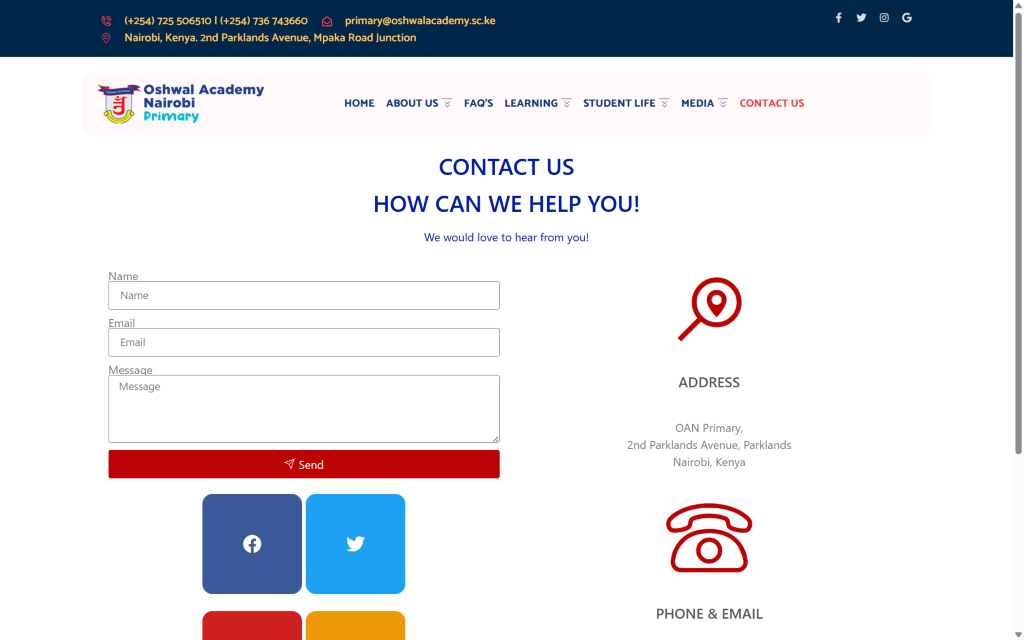 (+254) 725 506510 | (+254) 736 743660
primary@oshwalacademy.sc.ke
Nairobi, Kenya. 2nd Parklands Avenue, Mpaka Road Junction
Oshwal Academy
Nairobi
Primary
HOME ABOUT US FAQ'S LEARNING STUDENT LIFE MEDIA CONTACT US
CONTACT US
HOW CAN WE HELP YOU!
We would love to hear from you!
Name
Name
Email
Email
Message
Message
Send
ADDRESS
OAN Primary,
2nd Parklands Avenue, Parklands
Nairobi, Kenya
PHONE & EMAIL